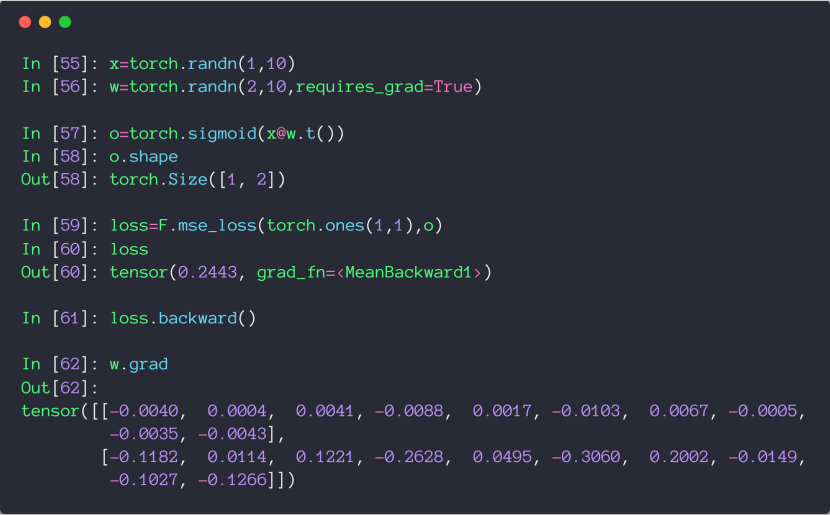 In [55]: x=torch.randn(1,10)
In [56]: w=torch.randn(2,10,requires_grad=True)
In [57]: o=torch.sigmoid(x@w.t())
In [58]: o.shape
Out[58]: torch.Size([1, 2])
In [59]: loss=F.mse_loss(torch.ones(1,1),o)
In [60]: loss
Out[60]: tensor(0.2443, grad_fn=<MeanBackward1>)
In [61]: loss.backward()
In [62]: w.grad
Out[62]:
tensor([[-0.0040,  0.0004,  0.0041, -0.0088,  0.0017, -0.0103,  0.0067, -0.0005,
-0.0035, -0.0043],
[-0.1182,  0.0114,  0.1221, -0.2628,  0.0495, -0.3060,  0.2002, -0.0149,
-0.1027, -0.1266]])